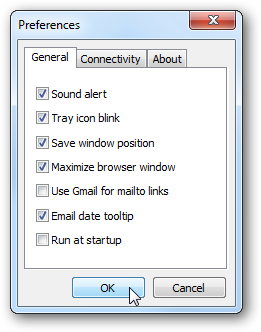 Preferences
General Connectivity About
Sound alert
Tray icon blink
Save window position
Maximize browser window
Use Gmail for mailto links
Email date tooltip
Run at startup
OK Cancel